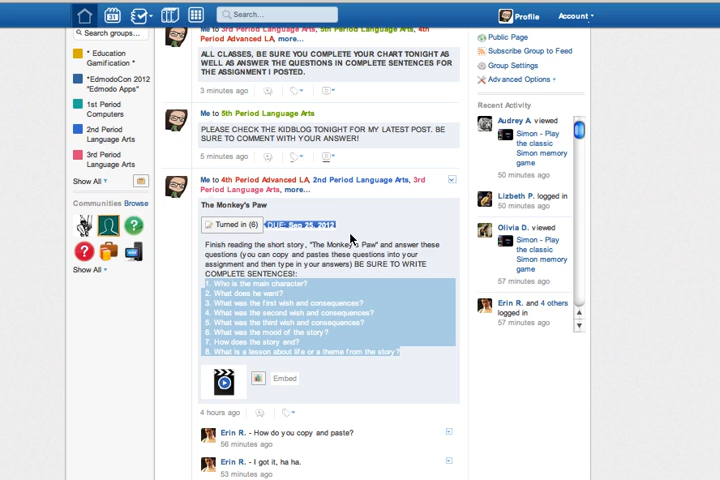 31
Search...
Profile
Account
Search groups...
* Education
Gamification *
*EdmodoCon 2012
"Edmodo Apps"
1st Period
Computers
2nd Period
Language Arts
3rd Period
Language Arts
Show All
Communities Browse
Show All
Me to 3rd Period Language Arts, 5th Period Language Arts, 4th
Period Advanced LA, more...
ALL CLASSES, BE SURE YOU COMPLETE YOUR CHART TONIGHT AS
WELL AS ANSWER THE QUESTIONS IN COMPLETE SENTENCES FOR
THE ASSIGNMENT I POSTED.
3 minutes ago
Me to 5th Period Language Arts
PLEASE CHECK THE KIDBLOG TONIGHT FOR MY LATEST POST. BE
SURE TO COMMENT WITH YOUR ANSWER!
5 minutes ago
Me to 4th Period Advanced LA, 2nd Period Language Arts, 3rd
Period Language Arts, more...
The Monkey's Paw
Turned in (6) DUE: Sep 25, 2012
Finish reading the short story, "The Monkey's Paw" and answer these
questions (you can copy and pastes these questions into your
assignment and then type in your answers) BE SURE TO WRITE
COMPLETE SENTENCES!:
1. Who is the main character?
2. What does he want?
3. What was the first wish and consequences?
4. What was the second wish and consequences?
5. What was the third wish and consequences?
6. What was the mood of the story?
7. How does the story end?
8. What is a lesson about life or a theme from the story?
Embed
4 hours ago
Erin R. - How do you copy and paste?
56 minutes ago
Erin R. - I got it, ha ha.
53 minutes ago
Public Page
Subscribe Group to Feed
Group Settings
Advanced Options
Recent Activity
Audrey A viewed
Simon - Play
the classic
Simon memory
game
50 minutes ago
Lizbeth P. logged in
50 minutes ago
Olivia D. viewed
Simon - Play
the classic
Simon memory
game
57 minutes ago
Erin R. and 4 others
logged in
57 minutes ago